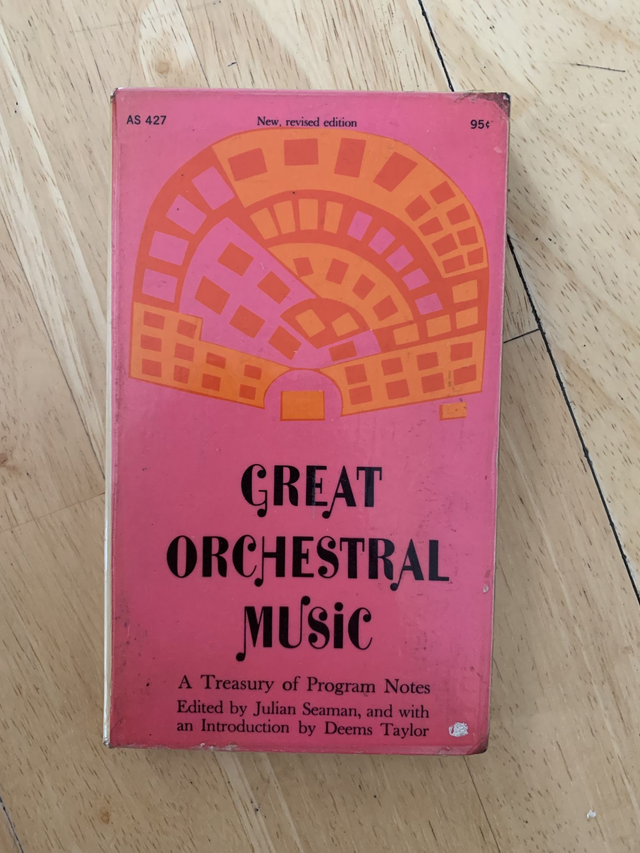 AS 427
New, revised edition
95¢
GREAT
ORCHESTRAL
MUSiC
A Treasury of Program Notes
Edited by Julian Seaman, and with
an Introduction by Deems Taylor